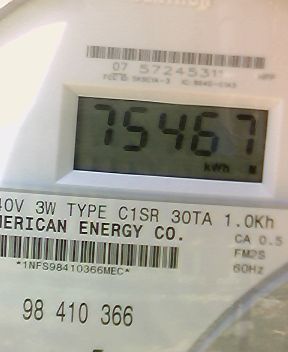 07 5724531
75467
kWh
40V 3W TYPE C1SR 30TA 1.0Kh
MERICAN ENERGY CO.
CA 0.5
FM2S
60Hz
*1NFS98410366MEC*
98 410 366